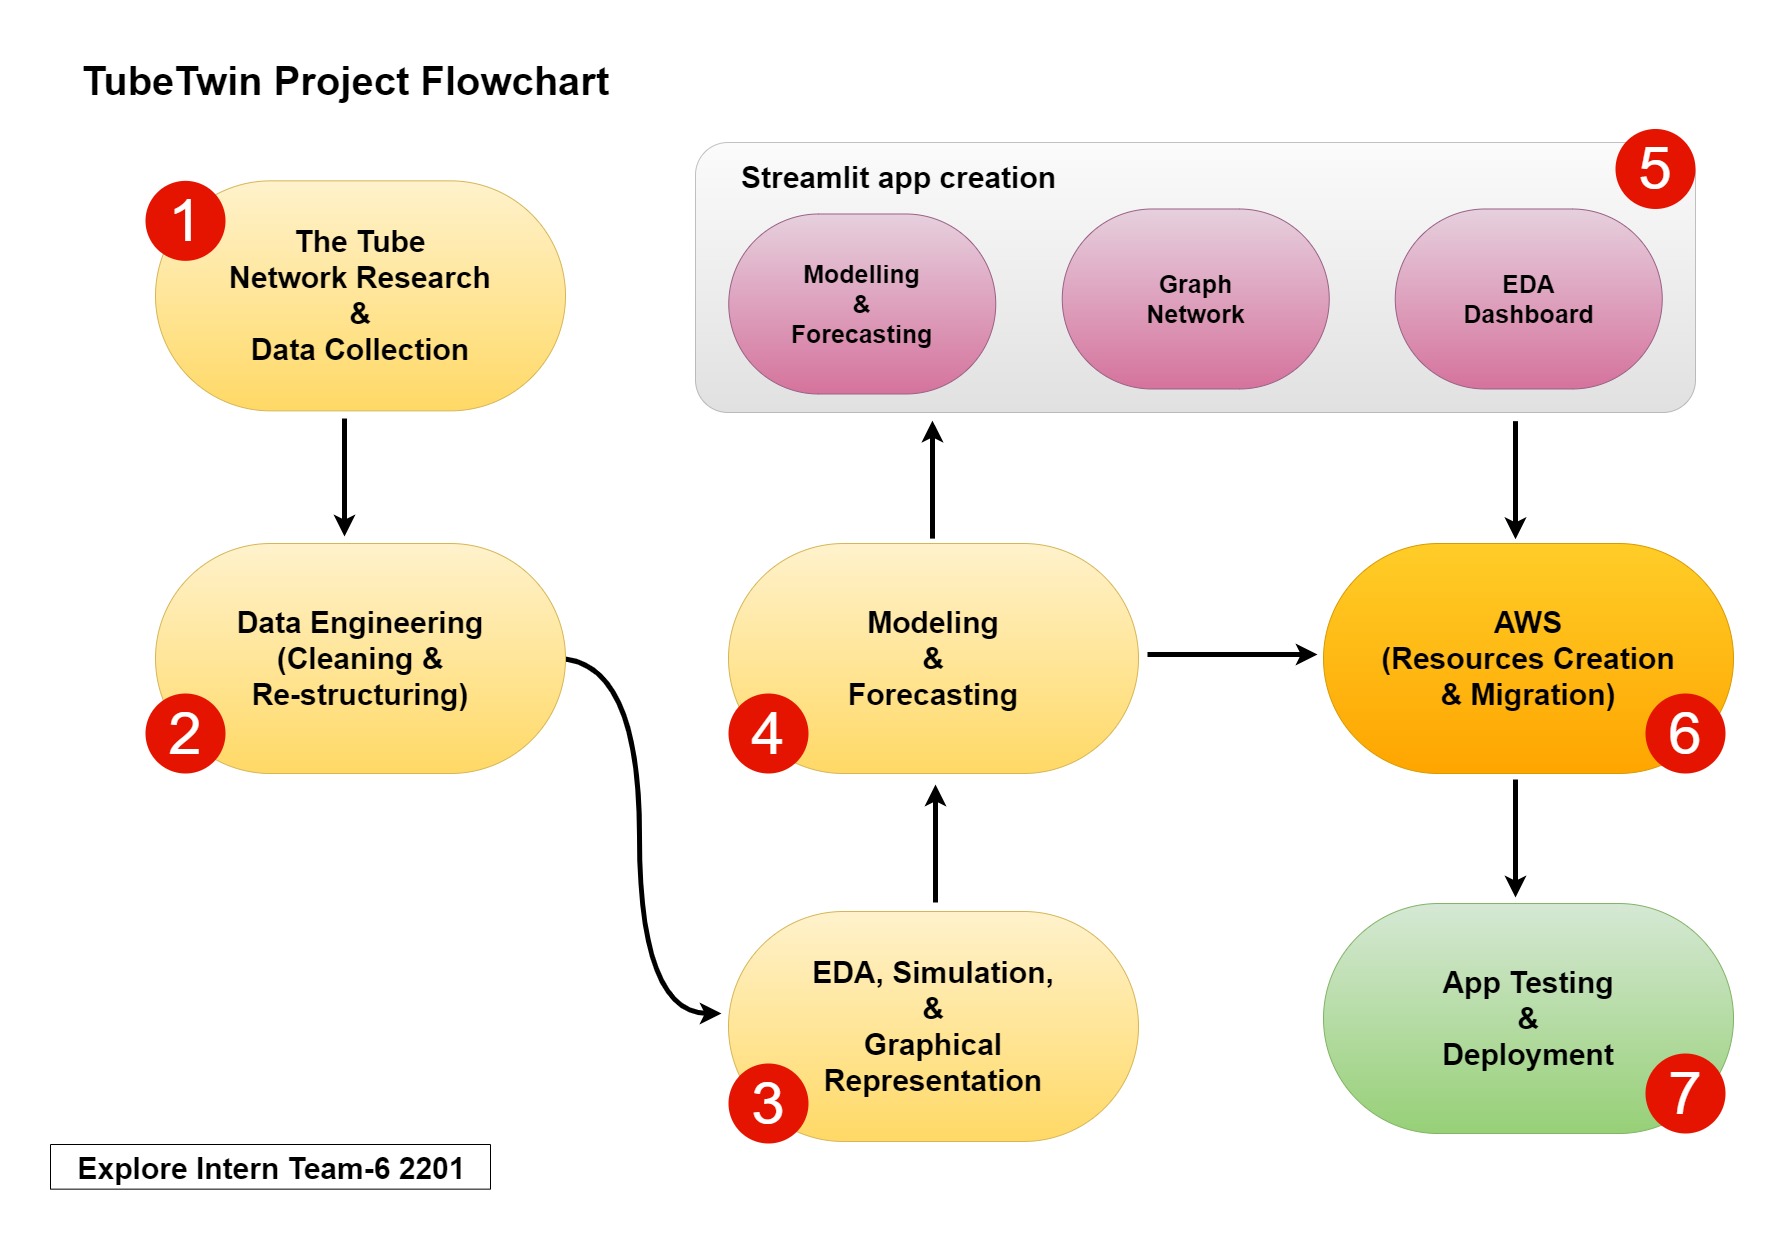 TubeTwin Project Flowchart
1
The Tube
Network Research
&
Data Collection
2
Data Engineering
(Cleaning &
Re-structuring)
3
EDA, Simulation,
&
Graphical
Representation
4
Modeling
&
Forecasting
5
Streamlit app creation
Modelling
&
Forecasting
Graph
Network
EDA
Dashboard
6
AWS
(Resources Creation
& Migration)
7
App Testing
&
Deployment
Explore Intern Team-6 2201